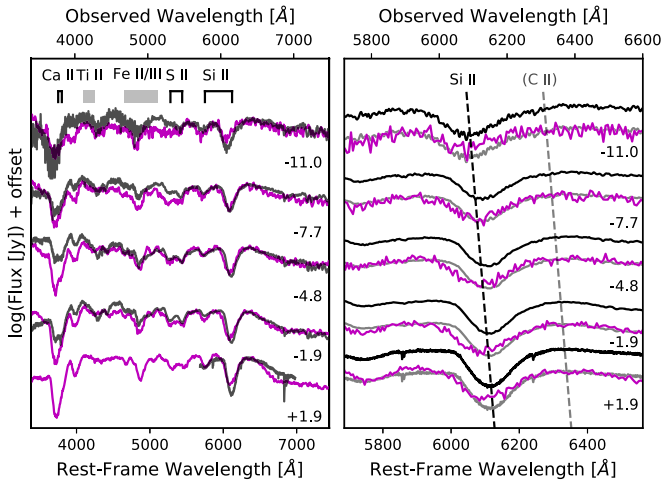 Observed Wavelength [Å]
4000 5000 6000 7000
Ca II Ti II Fe II/III S II Si II
log(Flux [Jy]) + offset
-11.0
-7.7
-4.8
-1.9
+1.9
4000 5000 6000 7000
Rest-Frame Wavelength [Å]
Observed Wavelength [Å]
5800 6000 6200 6400 6600
Si II (C II)
-11.0
-7.7
-4.8
-1.9
+1.9
5800 6000 6200 6400
Rest-Frame Wavelength [Å]